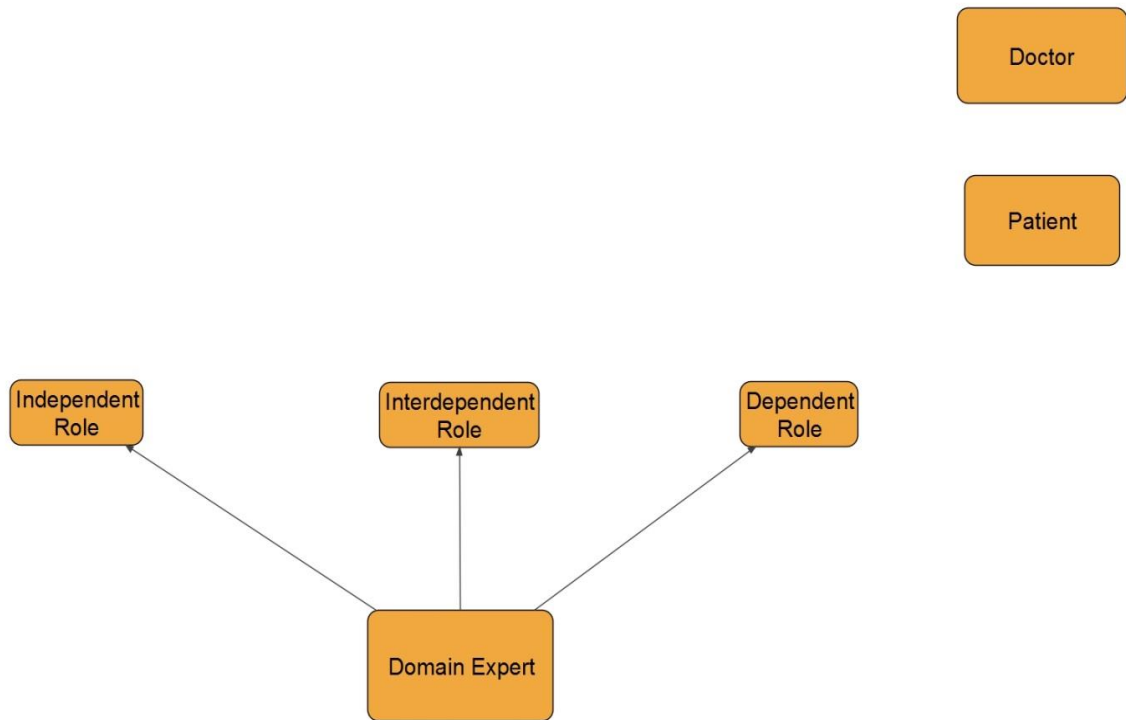 Doctor
Patient
Independent
Role
Interdependent
Role
Dependent
Role
Domain Expert